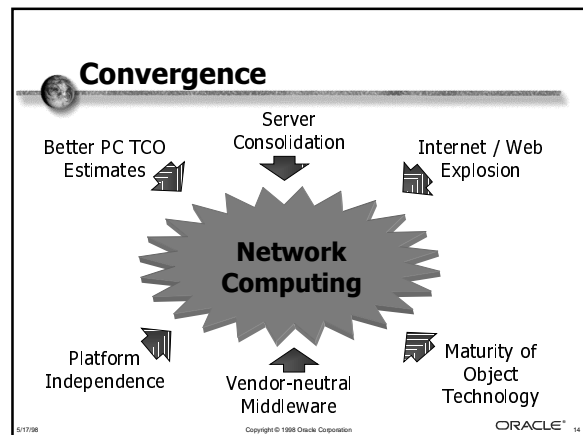 Convergence
Server
Consolidation
Better PC TCO
Estimates
Internet / Web
Explosion
Network
Computing
Platform
Independence
Vendor-neutral
Middleware
Maturity of
Object
Technology
5/17/98
Copyright © 1998 Oracle Corporation
ORACLE®
14